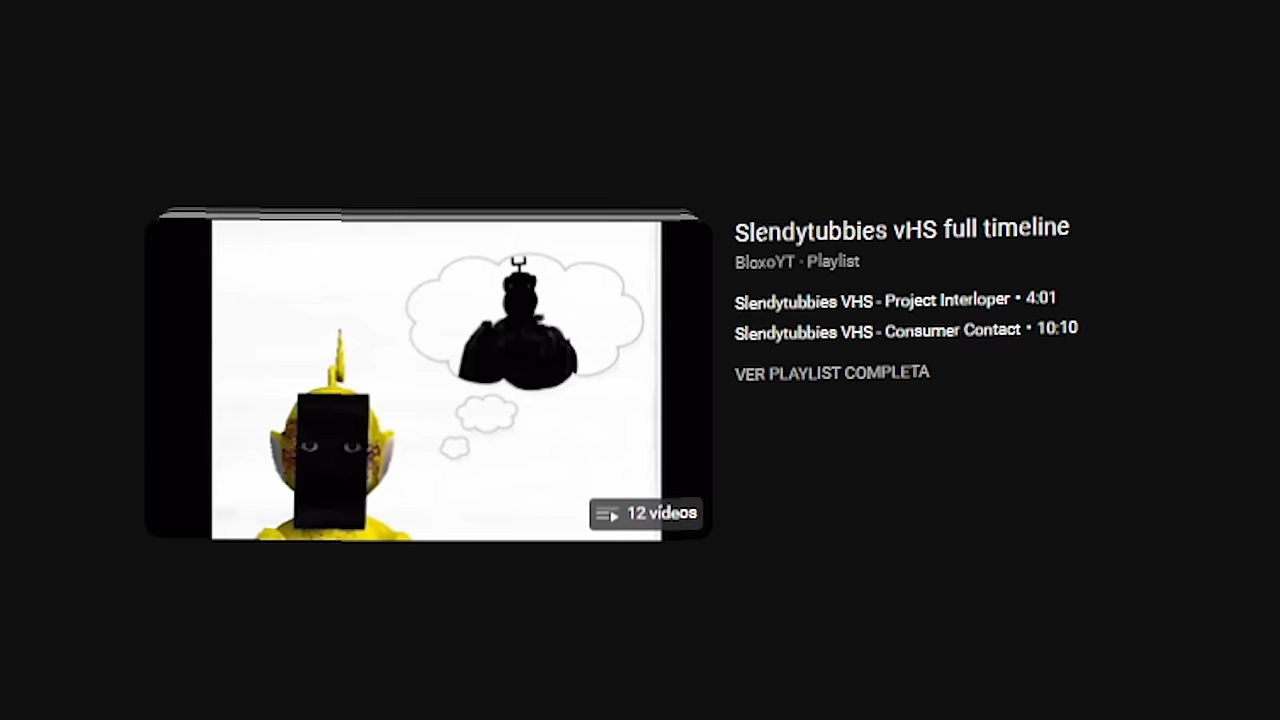 Slendytubbies vHS full timeline
BloxoYT · Playlist
Slendytubbies VHS - Project Interloper • 4:01
Slendytubbies VHS - Consumer Contact • 10:10
VER PLAYLIST COMPLETA
12 vídeos